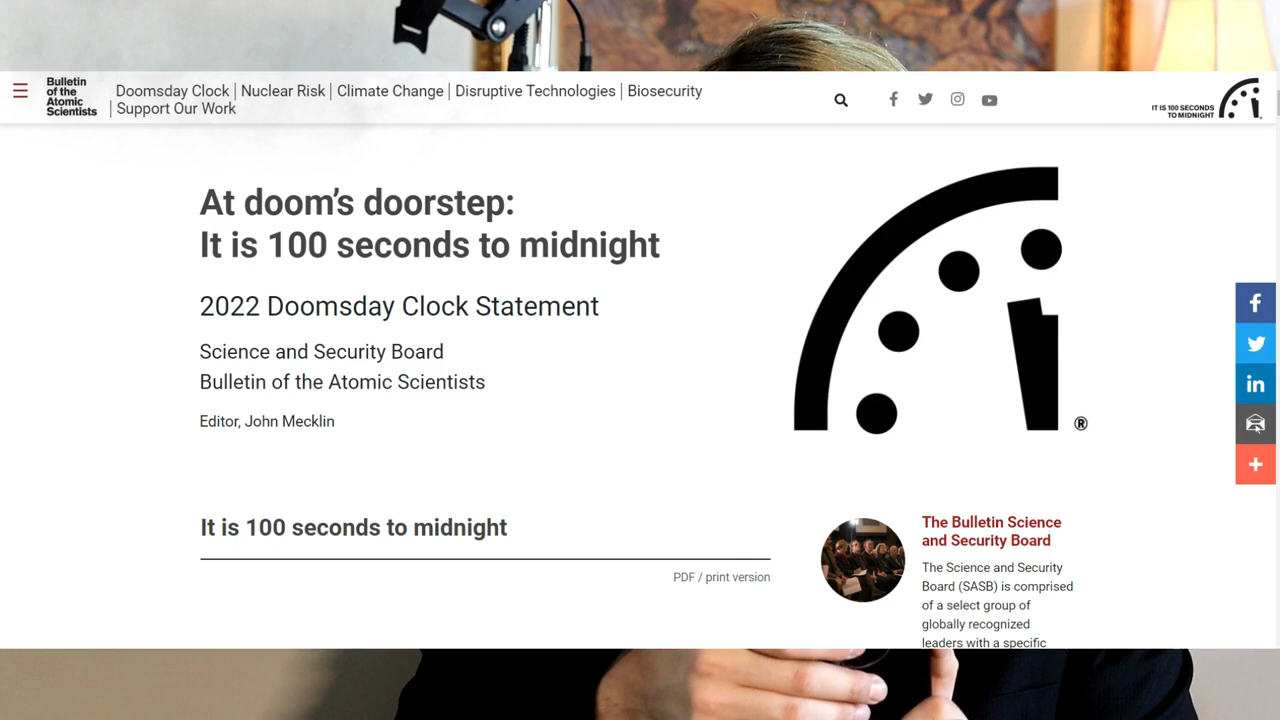 Bulletin
of the
Atomic
Scientists
Doomsday Clock | Nuclear Risk | Climate Change | Disruptive Technologies | Biosecurity
| Support Our Work
IT IS 100 SECONDS
TO MIDNIGHT
At doom’s doorstep:
It is 100 seconds to midnight
2022 Doomsday Clock Statement
Science and Security Board
Bulletin of the Atomic Scientists
Editor, John Mecklin
®
It is 100 seconds to midnight
PDF / print version
The Bulletin Science
and Security Board
The Science and Security
Board (SASB) is comprised
of a select group of
globally recognized
leaders with a specific